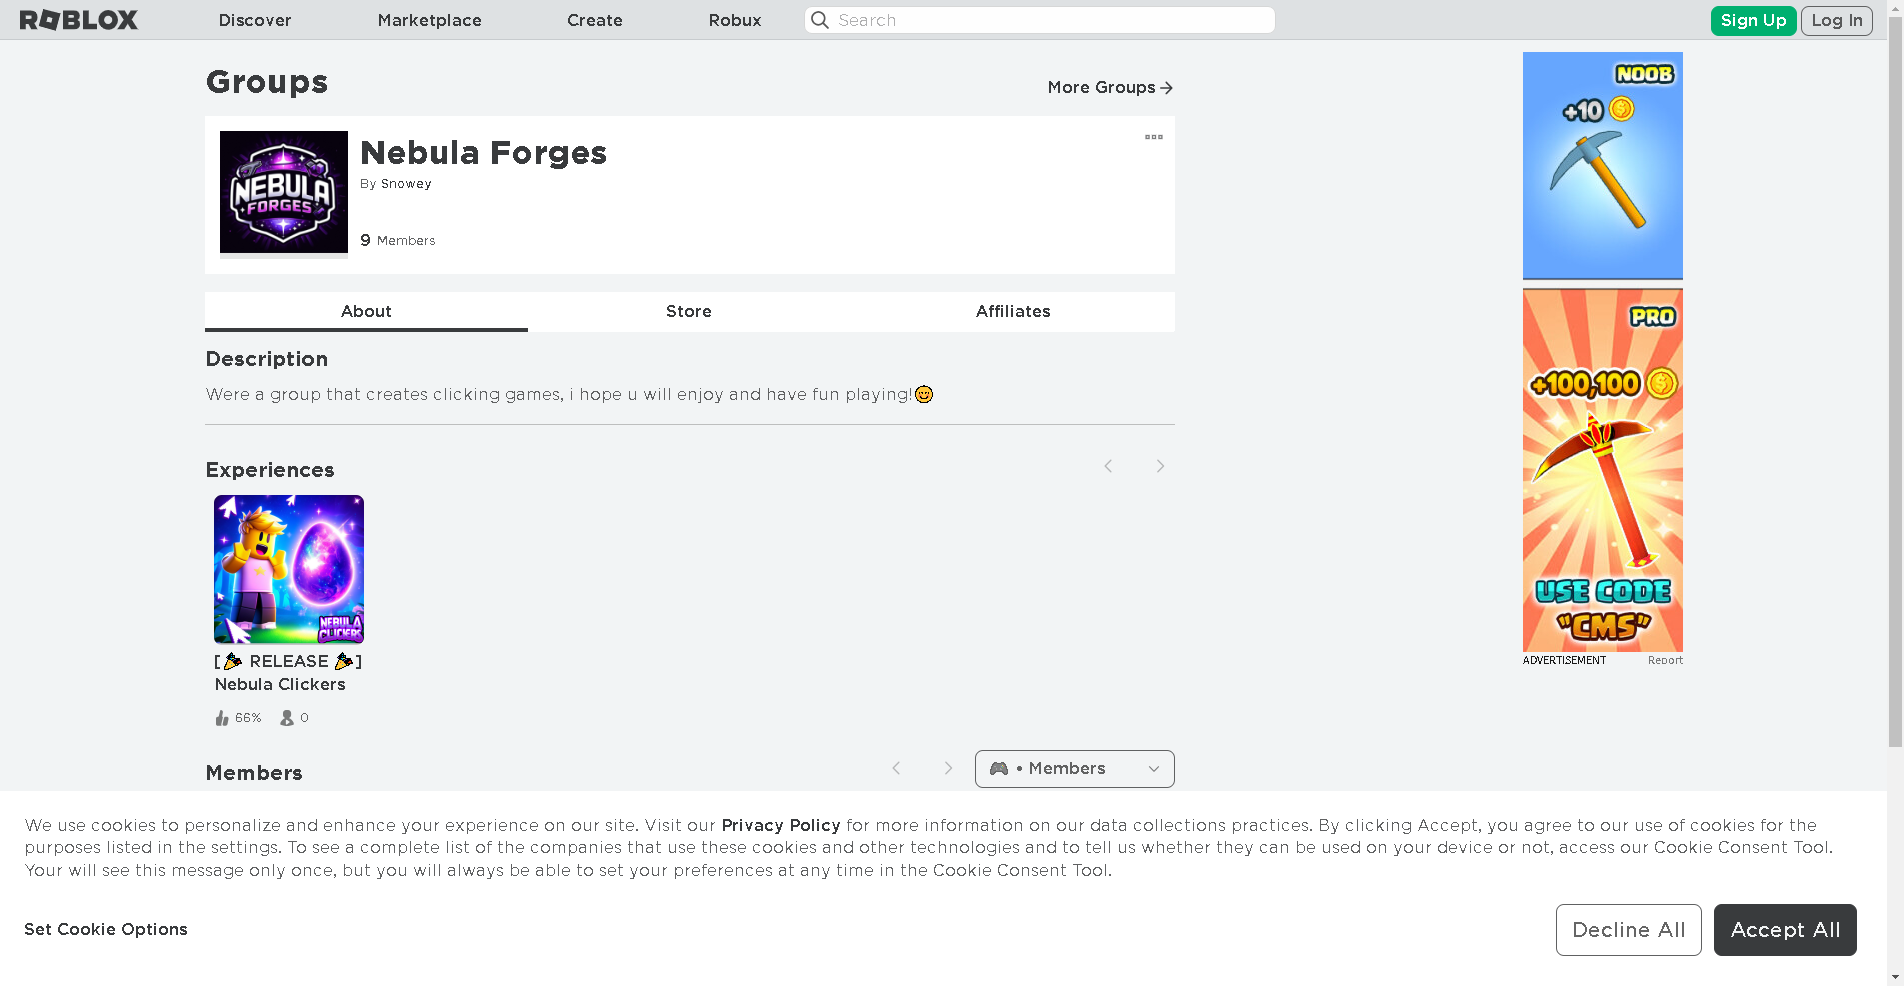 ROBLOX Discover Marketplace Create Robux Search Sign Up Log In
Groups
More Groups
NEBULA
FORGES
Nebula Forges
By Snowey
9 Members
About Store Affiliates
Description
Were a group that creates clicking games, i hope u will enjoy and have fun playing!😊
Experiences
NEBULA
CLICKERS
[🎉 RELEASE 🎉]
Nebula Clickers
66% 0
Members
🎮 • Members
NOOB
+10
PRO
+100,100
USE CODE
"CMS"
ADVERTISEMENT Report
We use cookies to personalize and enhance your experience on our site. Visit our Privacy Policy for more information on our data collections practices. By clicking Accept, you agree to our use of cookies for the
purposes listed in the settings. To see a complete list of the companies that use these cookies and other technologies and to tell us whether they can be used on your device or not, access our Cookie Consent Tool.
Your will see this message only once, but you will always be able to set your preferences at any time in the Cookie Consent Tool.
Set Cookie Options
Decline All
Accept All